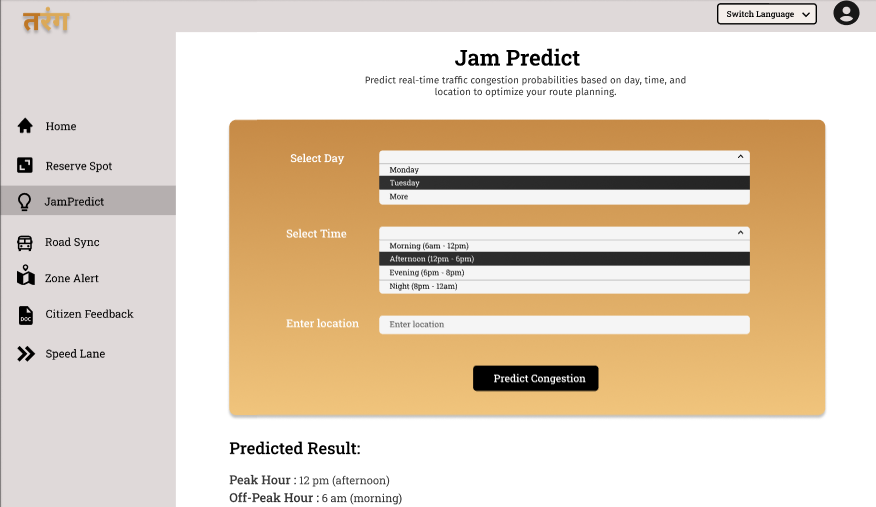 तरंग
Switch Language
Home
Reserve Spot
JamPredict
Road Sync
Zone Alert
DOC
Citizen Feedback
Speed Lane
Jam Predict
Predict real-time traffic congestion probabilities based on day, time, and
location to optimize your route planning.
Select Day
Monday
Tuesday
More
Select Time
Morning (6am - 12pm)
Afternoon (12pm - 6pm)
Evening (6pm - 8pm)
Night (8pm - 12am)
Enter location
Enter location
Predict Congestion
Predicted Result:
Peak Hour : 12 pm (afternoon)
Off-Peak Hour : 6 am (morning)